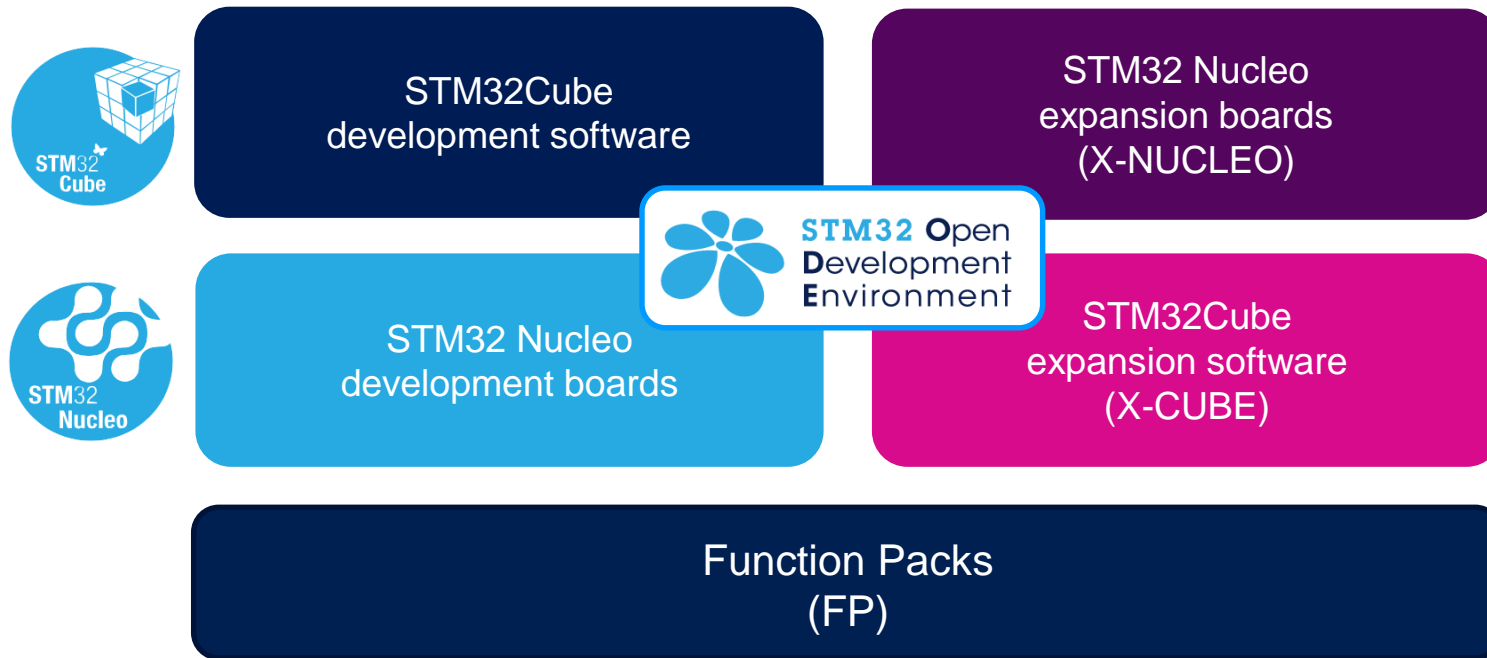 STM32
Cube
STM32Cube
development software
STM32 Nucleo
expansion boards
(X-NUCLEO)
STM32 Open
Development
Environment
STM32
Nucleo
STM32 Nucleo
development boards
STM32Cube
expansion software
(X-CUBE)
Function Packs
(FP)